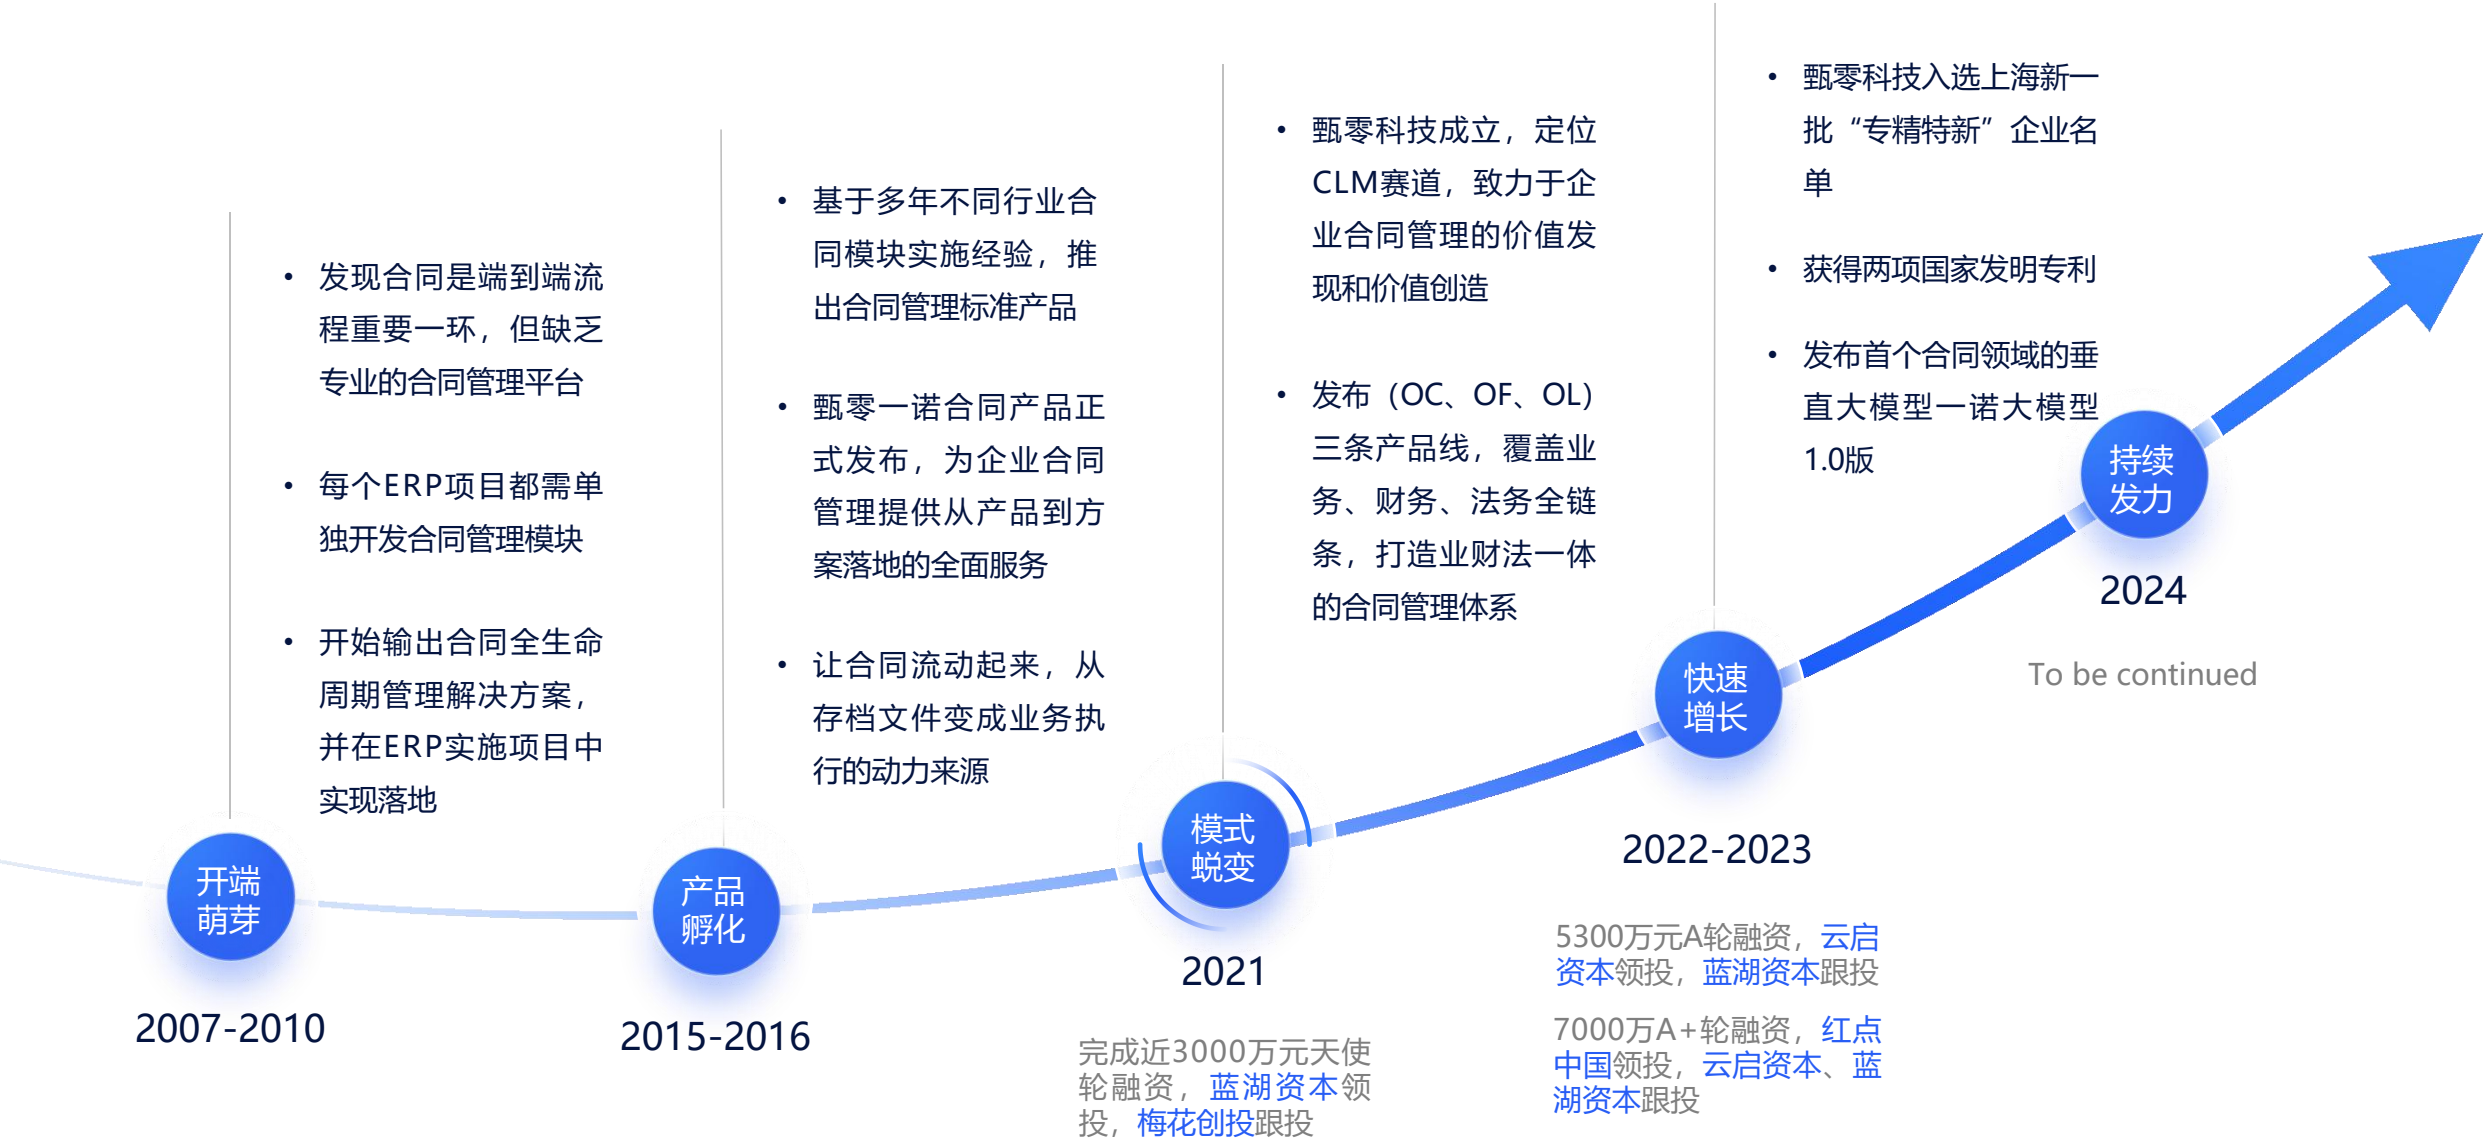 • 发现合同是端到端流
程重要一环，但缺乏
专业的合同管理平台
• 每个ERP项目都需单
独开发合同管理模块
• 开始输出合同全生命
周期管理解决方案，
并在ERP实施项目中
实现落地
开端
萌芽
2007-2010
• 基于多年不同行业合
同模块实施经验，推
出合同管理标准产品
• 甄零一诺合同产品正
式发布，为企业合同
管理提供从产品到方
案落地的全面服务
• 让合同流动起来，从
存档文件变成业务执
行的动力来源
产品
孵化
2015-2016
• 甄零科技成立，定位
CLM赛道，致力于企
业合同管理的价值发
现和价值创造
• 发布（OC、OF、OL）
三条产品线，覆盖业
务、财务、法务全链
条，打造业财法一体
的合同管理体系
模式
蜕变
2021
完成近3000万元天使
轮融资，蓝湖资本领
投，梅花创投跟投
• 甄零科技入选上海新一
批“专精特新”企业名
单
• 获得两项国家发明专利
• 发布首个合同领域的垂
直大模型一诺大模型
1.0版
快速
增长
2022-2023
5300万元A轮融资，云启
资本领投，蓝湖资本跟投
7000万A+轮融资，红点
中国领投，云启资本、蓝
湖资本跟投
持续
发力
2024
To be continued